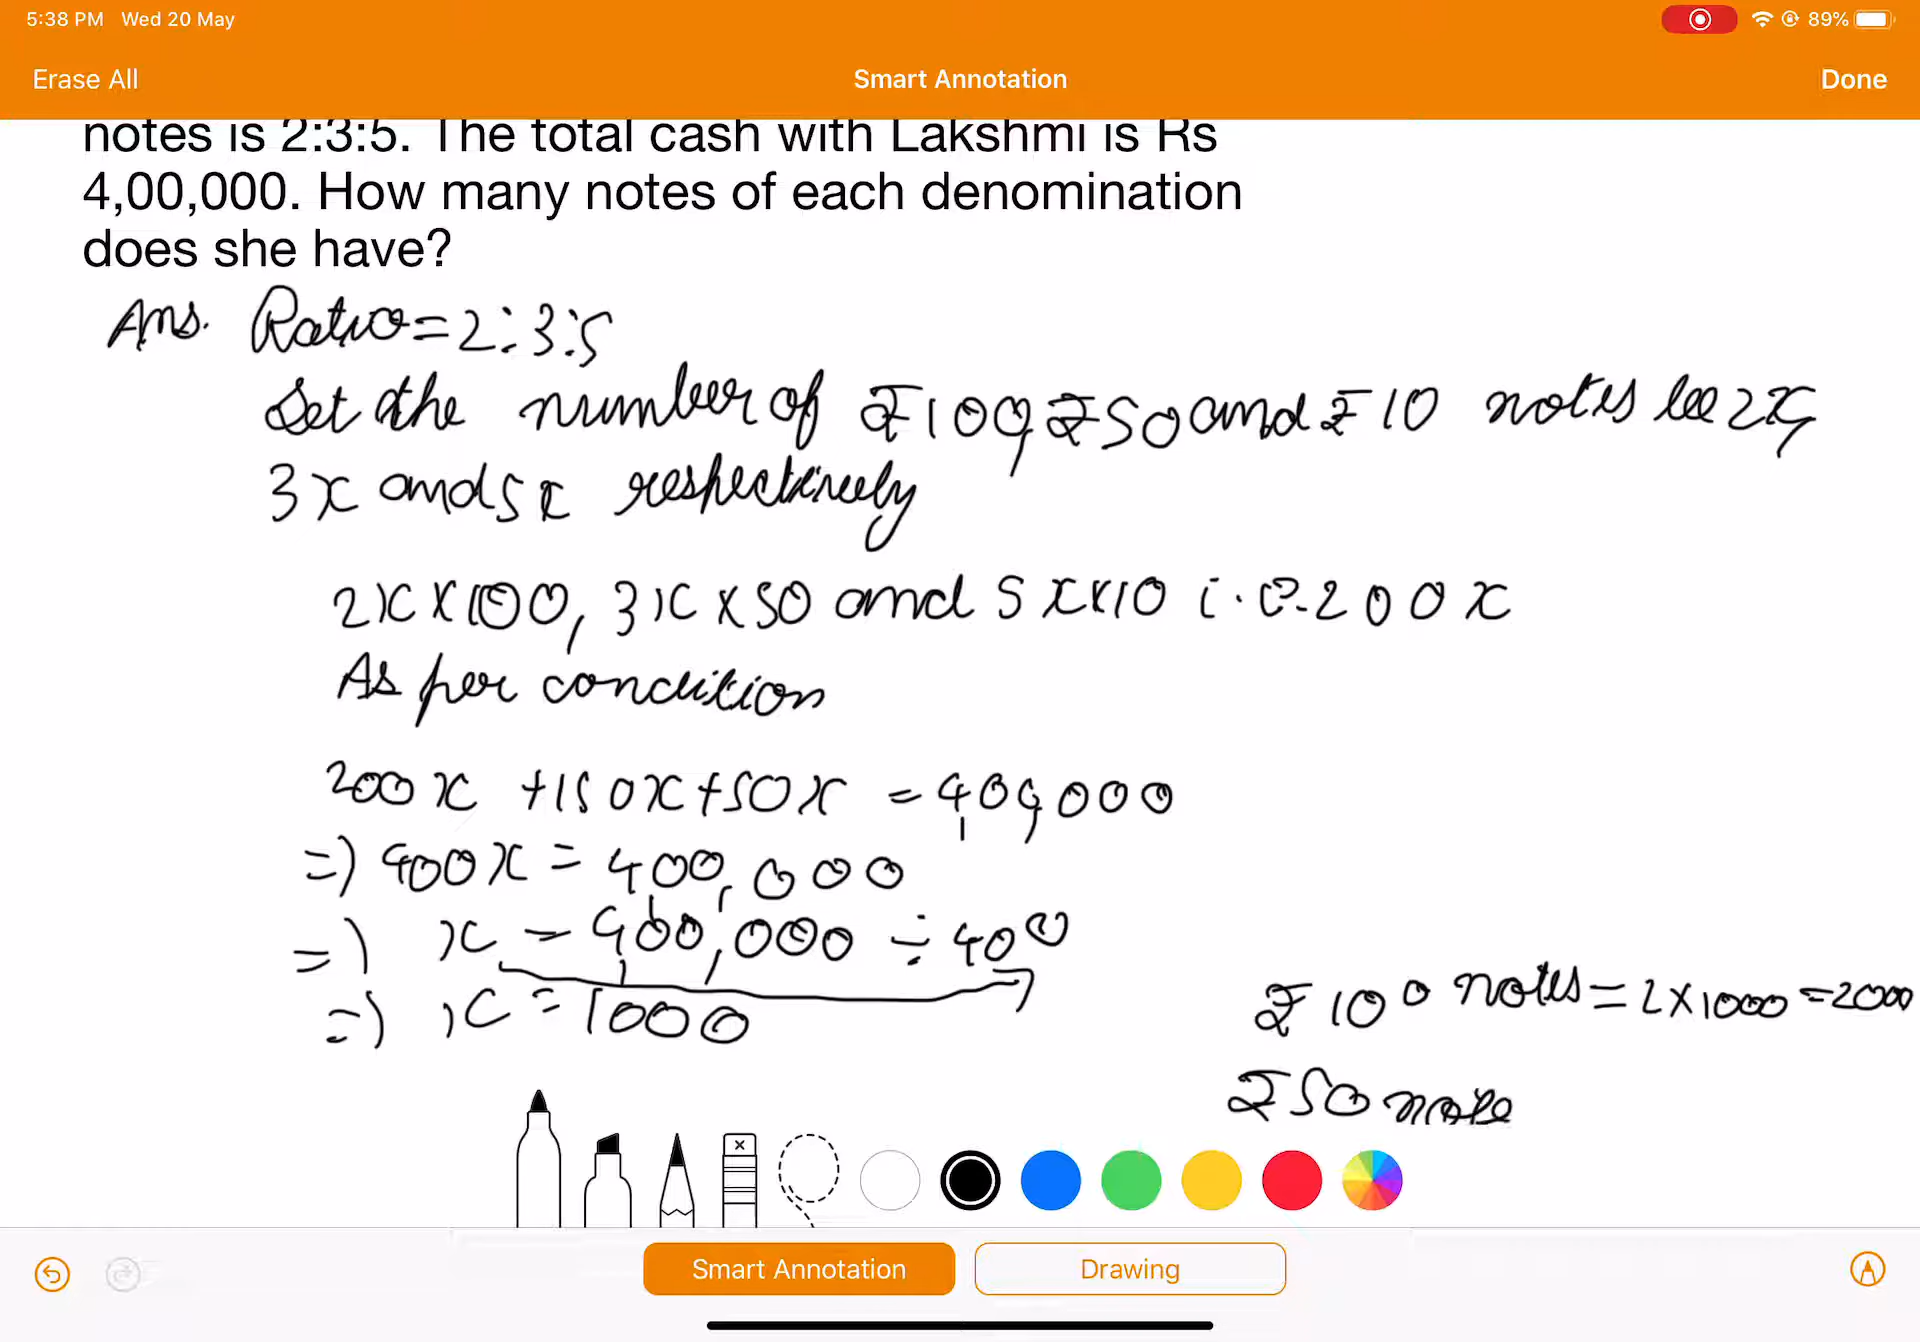 5:38 PM Wed 20 May 89%
Erase All Smart Annotation Done
notes is 2:3:5. The total cash with Lakshmi is Rs
4,00,000. How many notes of each denomination
does she have?
Ans. Ratio=2:3:5
Let the number of ₹100, ₹50 and ₹10 notes be 2x,
3x and 5x respectively
2x×100, 3x×50 and 5x×10 i.e. 200x
As per condition
200x +150x+50x = 4,00,000
=) 400x = 400,000
=) x = 4,00,000 ÷ 400
=) x = 1000
₹100 notes = 2×1000 = 2000
₹50 note
Smart Annotation Drawing